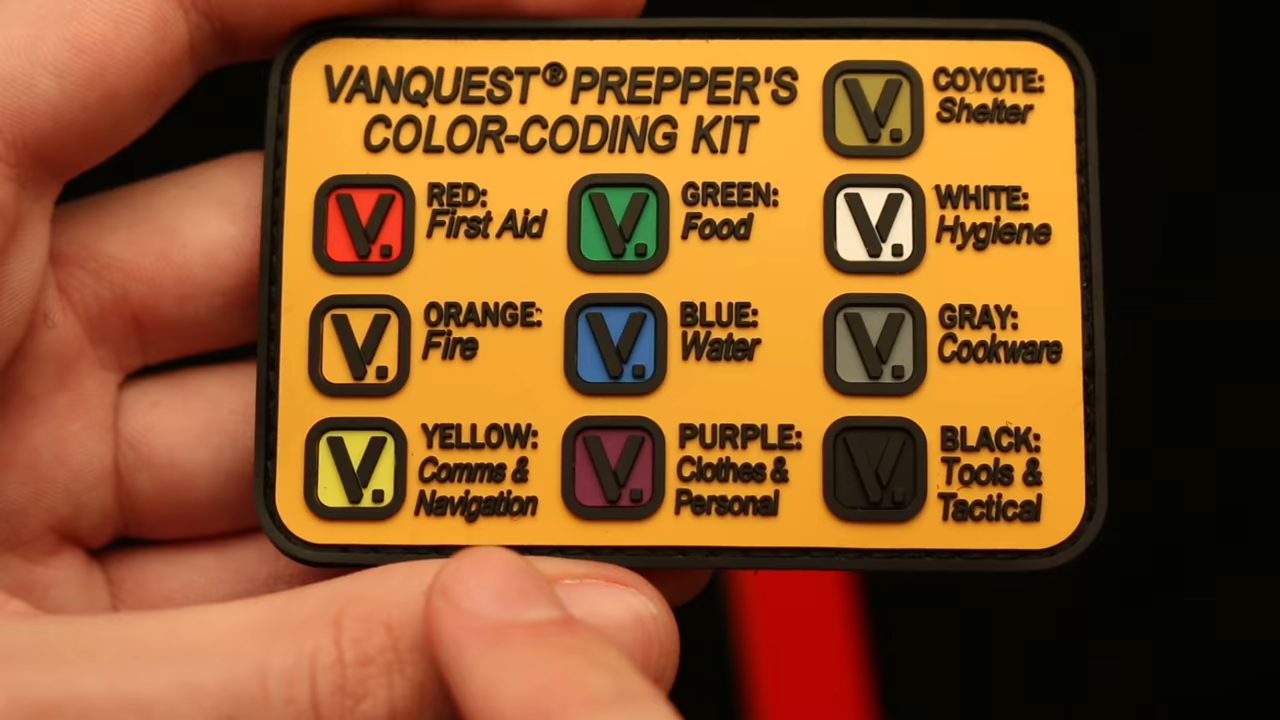 VANQUEST® PREPPER'S
COLOR-CODING KIT
V. COYOTE:
Shelter
V. RED:
First Aid
V. GREEN:
Food
V. WHITE:
Hygiene
V. ORANGE:
Fire
V. BLUE:
Water
V. GRAY:
Cookware
V. YELLOW:
Comms &
Navigation
V. PURPLE:
Clothes &
Personal
V. BLACK:
Tools &
Tactical